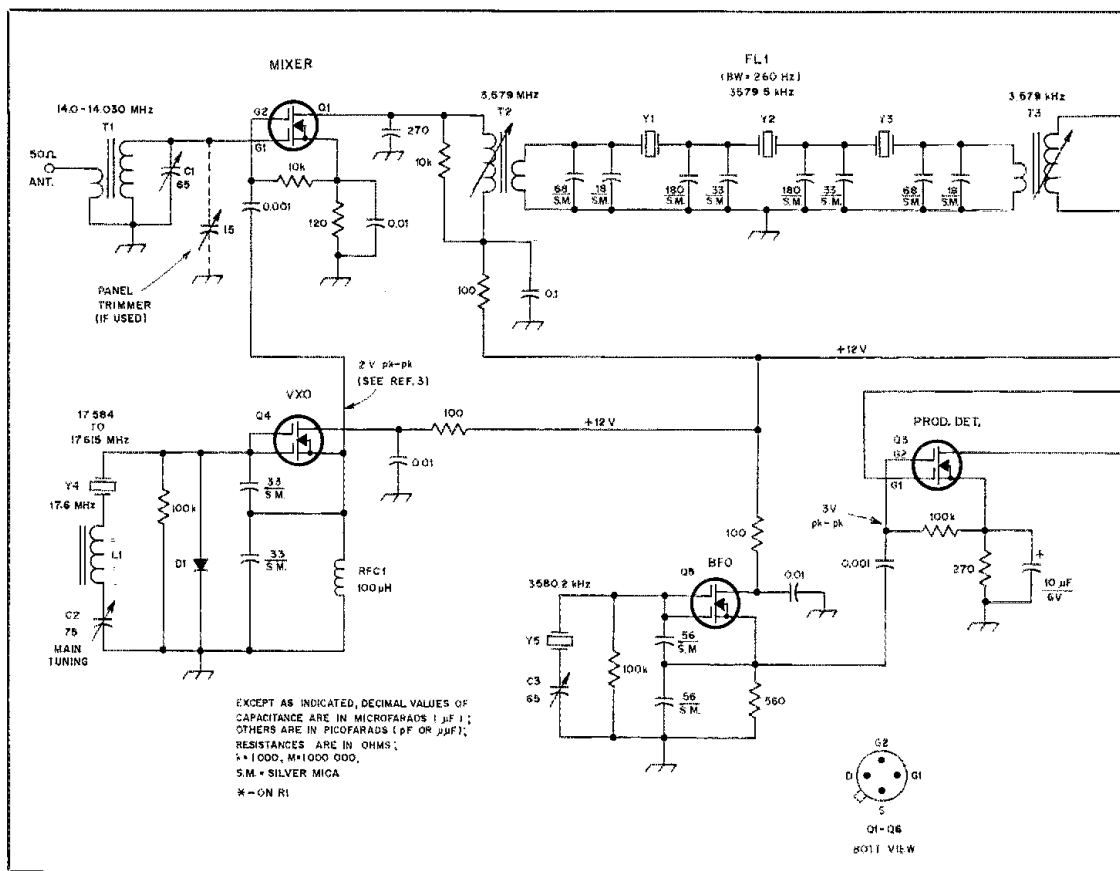 MIXER
FL1
(BW = 260 Hz)
3579 5 kHz
14.0-14.030 MHz
T1
G2
Q1
G1
3,579 MHz
T2
Y1
Y2
Y3
3,579 kHz
T3
50Ω
ANT.
C1
65
270
10k
10k
68
S.M.
18
S.M.
180
S.M.
33
S.M.
180
S.M.
33
S.M.
68
S.M.
18
S.M.
0.001
120
0.01
15
PANEL
TRIMMER
(IF USED)
100
0.1
2 V pk-pk
(SEE REF. 3)
+12V
VXO
Q4
17 584
TO
17 615 MHz
100
+12V
0.01
PROD. DET.
Q3
G2
G1
Y4
17.6 MHz
100k
33
S.M.
3V
pk-pk
100k
L1
D1
33
S.M.
RFC1
100μH
100
BFO
Q5
0.01
0,001
270
+
10 μF
6V
3580.2 kHz
C2
75
MAIN
TUNING
Y5
56
S.M
100k
C3
65
56
S.M.
560
EXCEPT AS INDICATED, DECIMAL VALUES OF
CAPACITANCE ARE IN MICROFARADS ( μF ) ;
OTHERS ARE IN PICOFARADS ( pF OR μμF);
RESISTANCES ARE IN OHMS ;
k=1000, M=1000 000,
S.M. = SILVER MICA
*-ON R1
G2
D
G1
S
Q1-Q6
BOTT VIEW